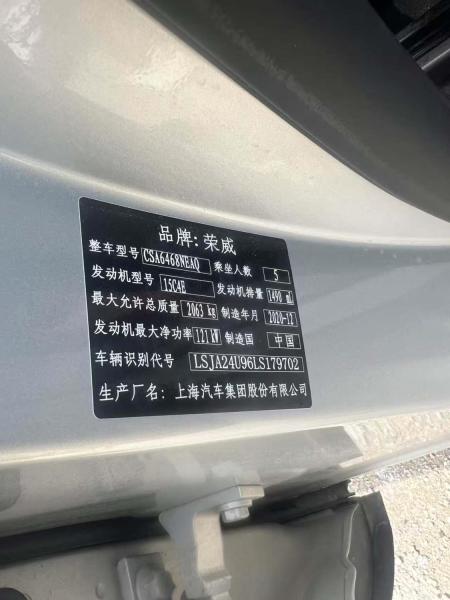 品牌: 荣威
整车型号 CSA6468NEAQ 乘坐人数 5
发动机型号 15C4E 发动机排量 1490 ml
最大允许总质量 2063 kg 制造年月 2020-12
发动机最大净功率 121 kW 制造国 中国
车辆识别代号 LSJA24U96LS179702
生产厂名: 上海汽车集团股份有限公司